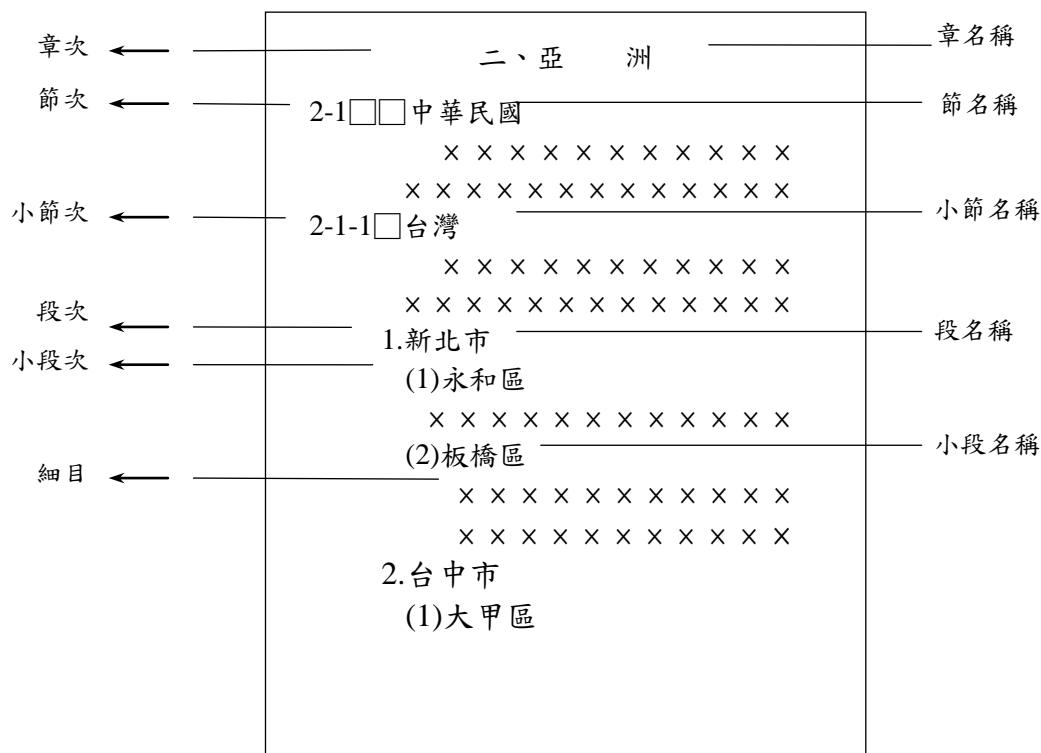 章次 二、亞 洲 章名稱
節次 2-1□□中華民國 節名稱
× × × × × × × × × × ×
× × × × × × × × × × × ×
小節次 2-1-1□台灣 小節名稱
× × × × × × × × × × ×
× × × × × × × × × × × ×
段次 1.新北市 段名稱
小段次 (1)永和區
× × × × × × × × × × × ×
(2)板橋區 小段名稱
細目
× × × × × × × × × × ×
× × × × × × × × × × ×
2.台中市
(1)大甲區